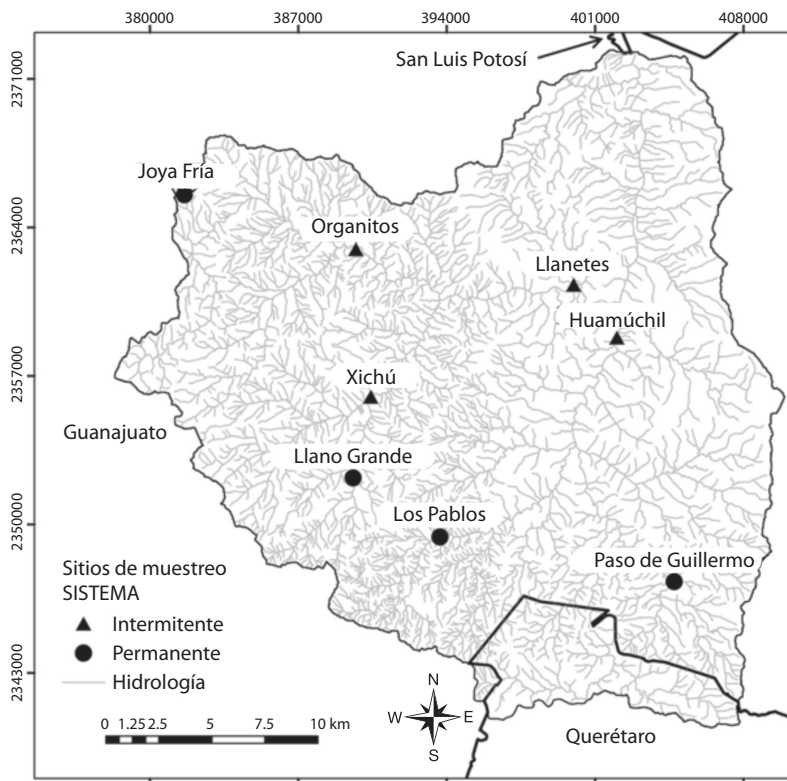 380000
387000
394000
401000
408000
San Luis Potosí
2371000
Joya Fría
2364000
Organitos
Llanetes
Huamúchil
2357000
Xichú
Guanajuato
Llano Grande
2350000
Los Pablos
Paso de Guillermo
Sitios de muestreo
SISTEMA
Intermitente
Permanente
Hidrología
2343000
N
W
E
S
0 1.25 2.5 5 7.5 10 km
Querétaro